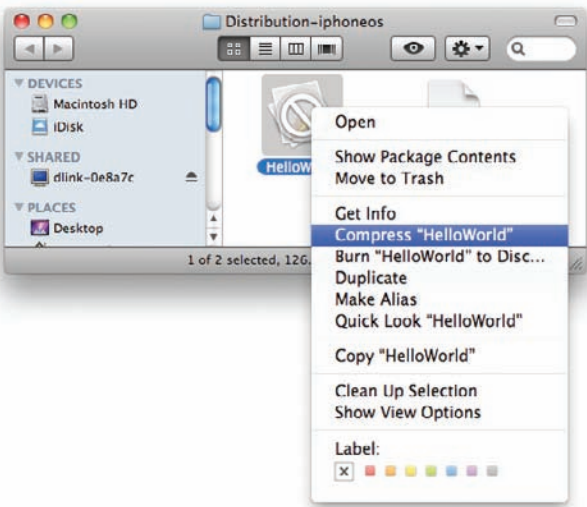 Distribution-iphoneos
DEVICES
Macintosh HD
iDisk
SHARED
dlink-0e8a7c
PLACES
Desktop
1 of 2 selected, 126.
Open
Show Package Contents
Move to Trash
Get Info
Compress “HelloWorld”
Burn “HelloWorld” to Disc...
Duplicate
Make Alias
Quick Look “HelloWorld”
Copy “HelloWorld”
Clean Up Selection
Show View Options
Label:
x